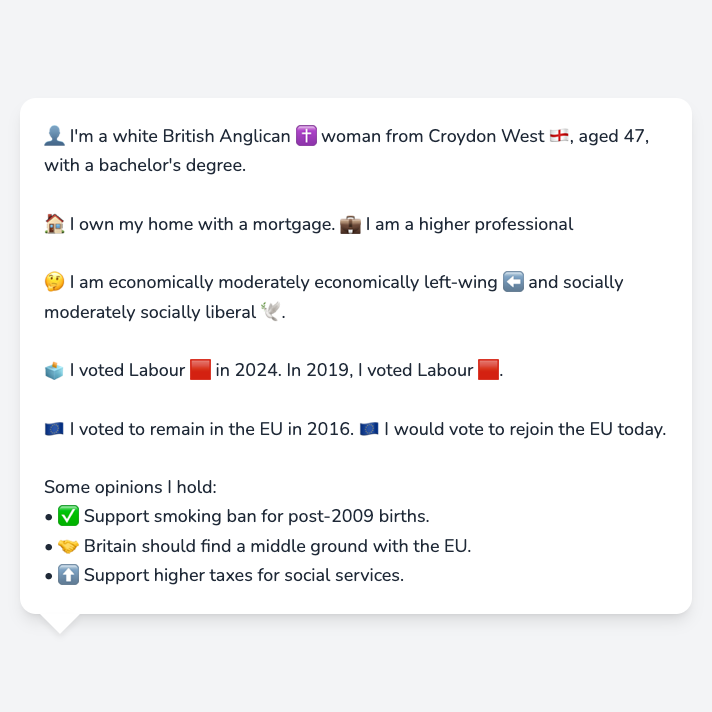 👤 I'm a white British Anglican ✝️ woman from Croydon West 🏴󠁧󠁢󠁥󠁮󠁧󠁿, aged 47,
with a bachelor's degree.
🏠 I own my home with a mortgage. 💼 I am a higher professional
🤔 I am economically moderately economically left-wing ⬅️ and socially
moderately socially liberal 🕊️.
🗳️ I voted Labour 🟥 in 2024. In 2019, I voted Labour 🟥.
🇪🇺 I voted to remain in the EU in 2016. 🇪🇺 I would vote to rejoin the EU today.
Some opinions I hold:
• ✅ Support smoking ban for post-2009 births.
• 🤝 Britain should find a middle ground with the EU.
• ⬆️ Support higher taxes for social services.